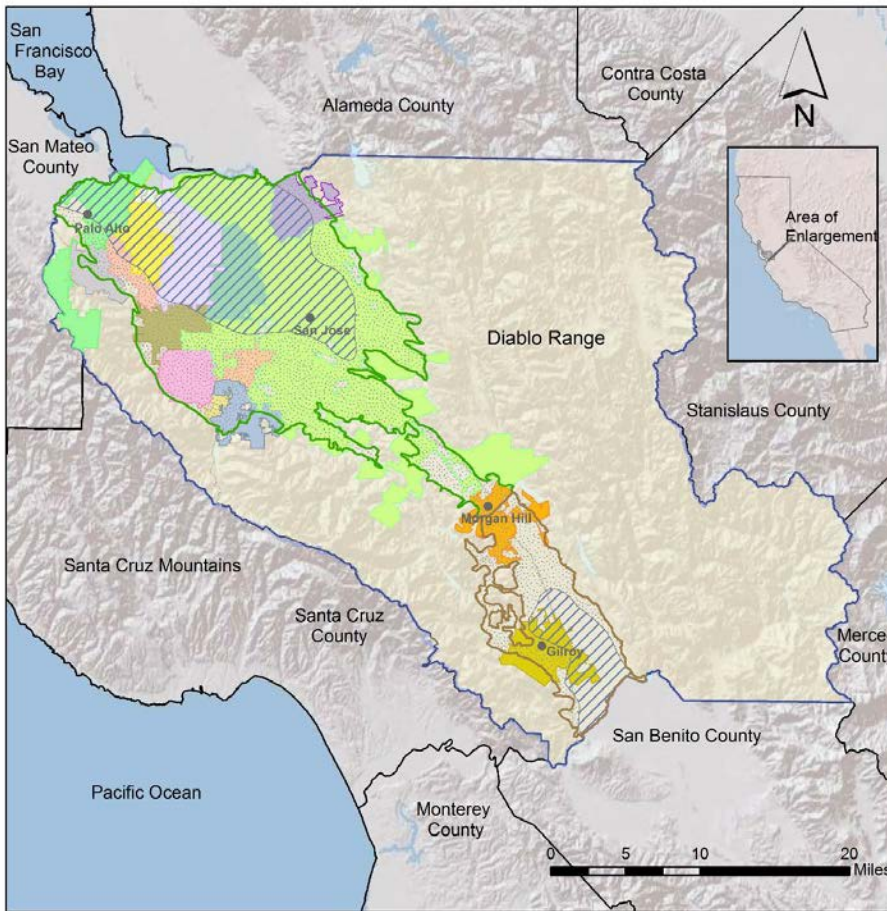 San
Francisco
Bay
Alameda County
Contra Costa
County
N
San Mateo
County
Area of
Enlargement
Palo Alto
San Jose
Diablo Range
Stanislaus County
Morgan Hill
Santa Cruz Mountains
Santa Cruz
County
Merce
Count
Gilroy
San Benito County
Pacific Ocean
Monterey
County
0 5 10 20
Miles